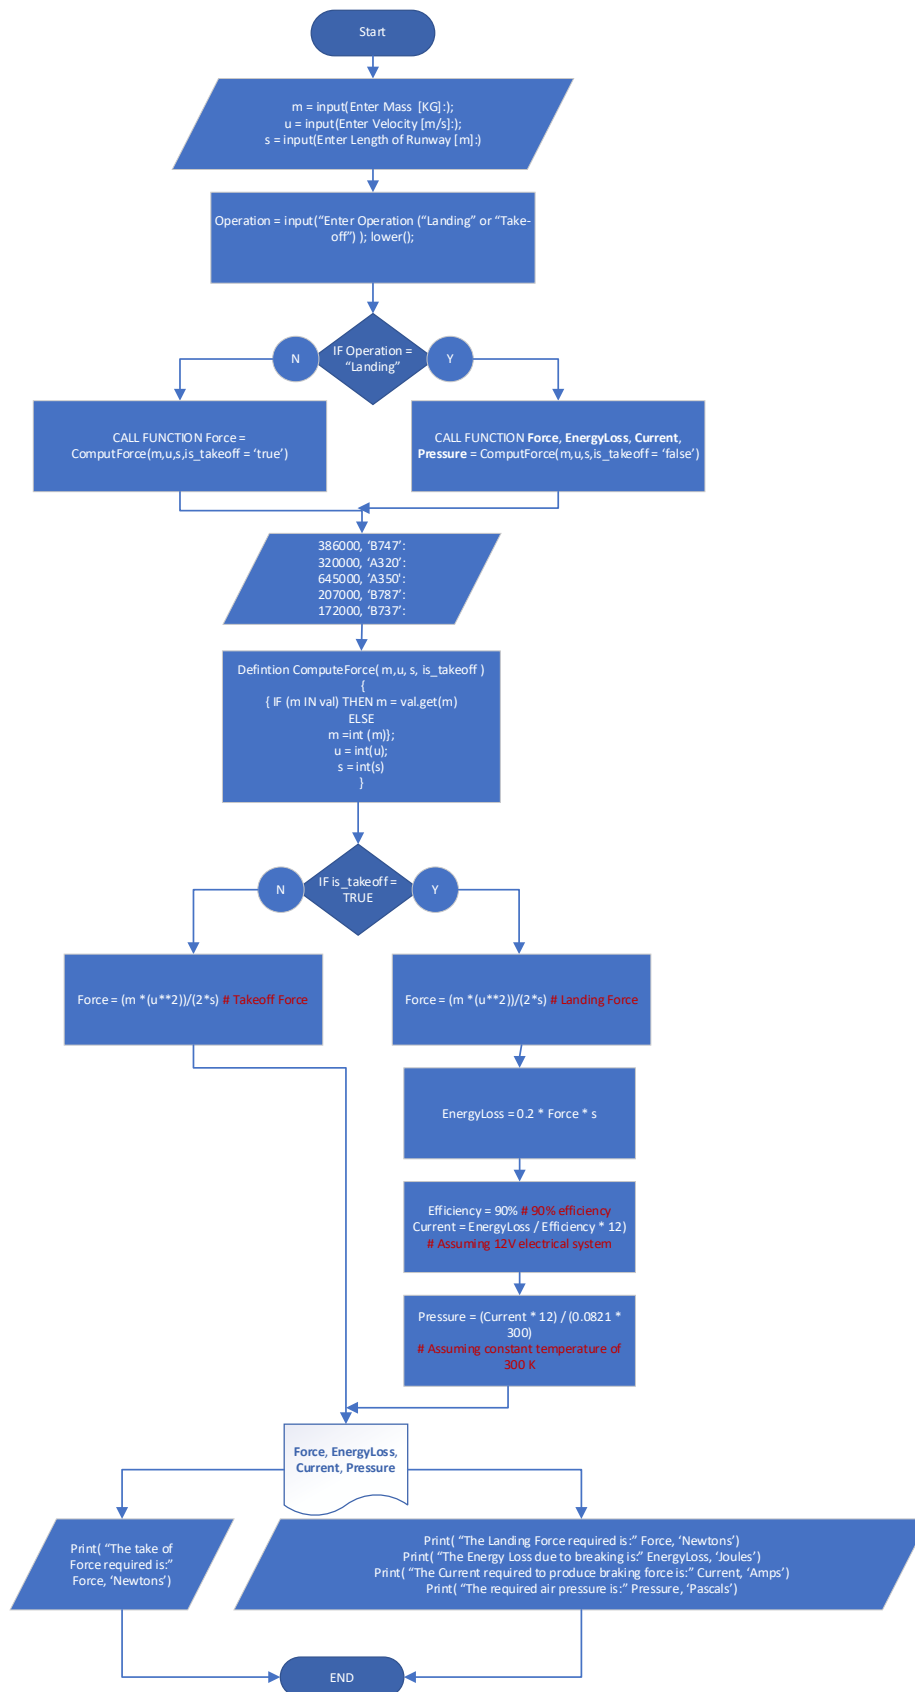 Start
m = input(Enter Mass [KG]:);
u = input(Enter Velocity [m/s]:);
s = input(Enter Length of Runway [m]:)
Operation = input(“Enter Operation (“Landing” or “Take-
off”) ); lower();
IF Operation =
“Landing”
N
Y
CALL FUNCTION Force =
ComputForce(m,u,s,is_takeoff = ‘true’)
CALL FUNCTION Force, EnergyLoss, Current,
Pressure = ComputForce(m,u,s,is_takeoff = ‘false’)
386000, ‘B747’:
320000, ‘A320’:
645000, ’A350’:
207000, ‘B787’:
172000, ‘B737’:
Defintion ComputeForce( m,u, s, is_takeoff )
{
{ IF (m IN val) THEN m = val.get(m)
ELSE
m =int (m)};
u = int(u);
s = int(s)
}
IF is_takeoff =
TRUE
N
Y
Force = (m *(u**2))/(2*s) # Takeoff Force
Force = (m *(u**2))/(2*s) # Landing Force
EnergyLoss = 0.2 * Force * s
Efficiency = 90% # 90% efficiency
Current = EnergyLoss / Efficiency * 12)
# Assuming 12V electrical system
Pressure = (Current * 12) / (0.0821 *
300)
# Assuming constant temperature of
300 K
Force, EnergyLoss,
Current, Pressure
Print( “The take of
Force required is:”
Force, ‘Newtons’)
Print( “The Landing Force required is:” Force, ‘Newtons’)
Print( “The Energy Loss due to breaking is:” EnergyLoss, ‘Joules’)
Print( “The Current required to produce braking force is:” Current, ‘Amps’)
Print( “The required air pressure is:” Pressure, ‘Pascals’)
END